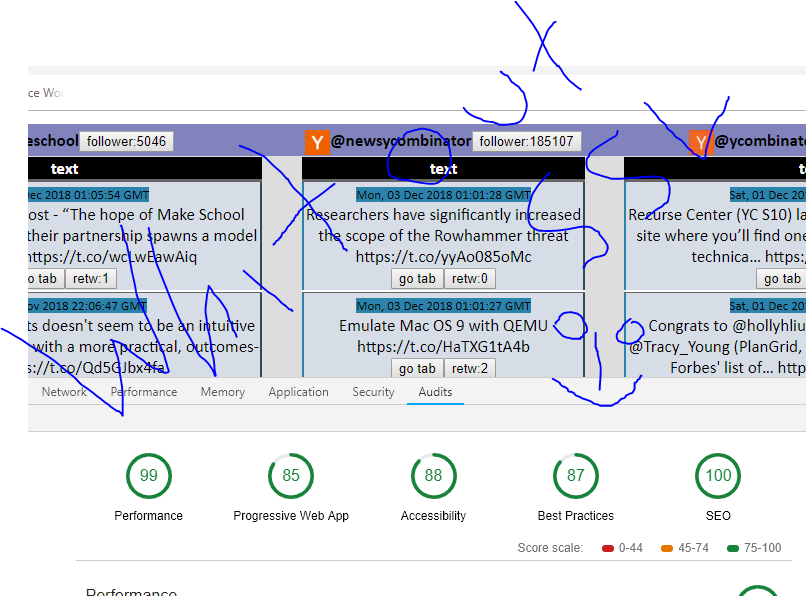 ce Wo
eschool follower:5046
Y @newsycombinator follower:185107
Y @ycombinato
text
text
t
Dec 2018 01:05:54 GMT
ost - “The hope of Make School
their partnership spawns a model
https://t.co/wcLwEawAiq
go tab retw:1
Mon, 03 Dec 2018 01:01:28 GMT
Researchers have significantly increased
the scope of the Rowhammer threat
https://t.co/yyAo085oMc
go tab retw:0
Sat, 01 Dec 201
Recurse Center (YC S10) la
site where you’ll find one
technica... https:/
go tab
Nov 2018 22:06:47 GMT
ts doesn't seem to be an intuitive
with a more practical, outcomes-
s://t.co/Qd5GJbx4fa
Mon, 03 Dec 2018 01:01:27 GMT
Emulate Mac OS 9 with QEMU
https://t.co/HaTXG1tA4b
go tab retw:2
Sat, 01 Dec 201
Congrats to @hollyhliu
@Tracy_Young (PlanGrid,
Forbes' list of... http
Network Performance Memory Application Security Audits
99 85 88 87 100
Performance Progressive Web App Accessibility Best Practices SEO
Score scale: 0-44 45-74 75-100
Performance